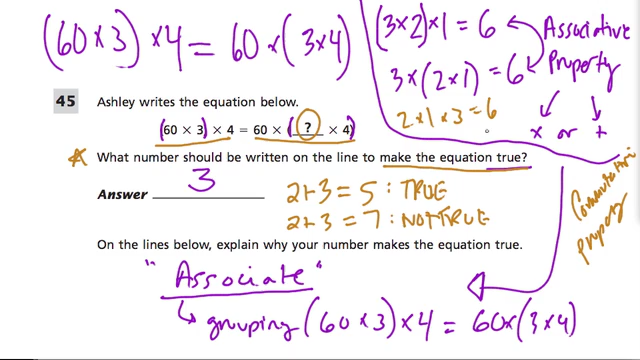 (60 × 3) × 4 = 60 × (3 × 4)
(3 × 2) × 1 = 6
3 × (2 × 1) = 6
2 × 1 × 3 = 6
Associative
Property
× or +
45 Ashley writes the equation below.
(60 × 3) × 4 = 60 × ( ? × 4)
What number should be written on the line to make the equation true?
3
Answer
2 + 3 = 5 : TRUE
2 + 3 = 7 : NOT TRUE
Commutative
property
On the lines below, explain why your number makes the equation true.
"Associate"
grouping (60 × 3) × 4 = 60 × (3 × 4)